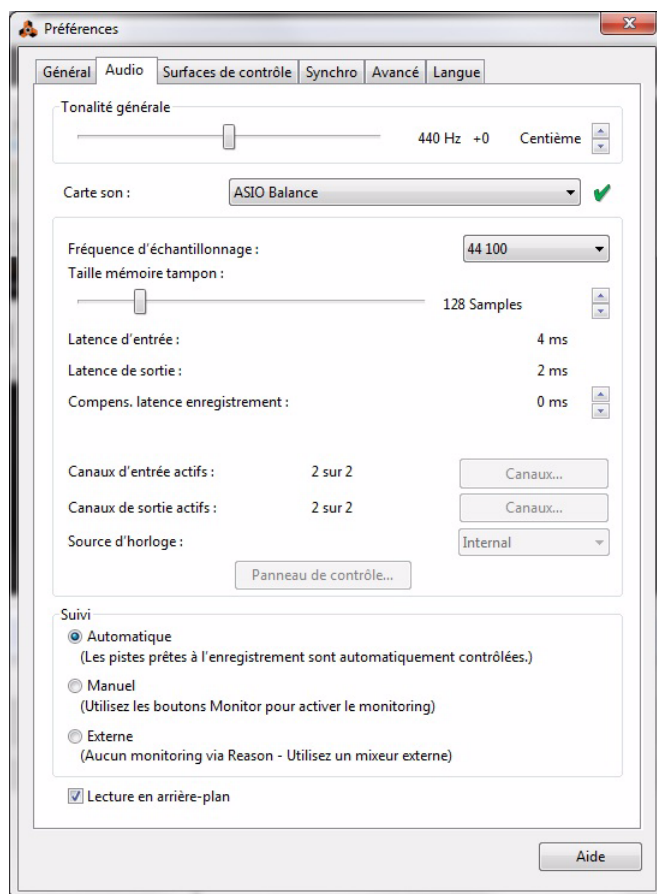 Préférences
Général Audio Surfaces de contrôle Synchro Avancé Langue
Tonalité générale
440 Hz +0 Centième
Carte son : ASIO Balance
Fréquence d'échantillonnage : 44 100
Taille mémoire tampon :
128 Samples
Latence d'entrée : 4 ms
Latence de sortie : 2 ms
Compens. latence enregistrement : 0 ms
Canaux d'entrée actifs : 2 sur 2 Canaux...
Canaux de sortie actifs : 2 sur 2 Canaux...
Source d'horloge : Internal
Panneau de contrôle...
Suivi
Automatique
(Les pistes prêtes à l'enregistrement sont automatiquement contrôlées.)
Manuel
(Utilisez les boutons Monitor pour activer le monitoring)
Externe
(Aucun monitoring via Reason - Utilisez un mixeur externe)
Lecture en arrière-plan
Aide